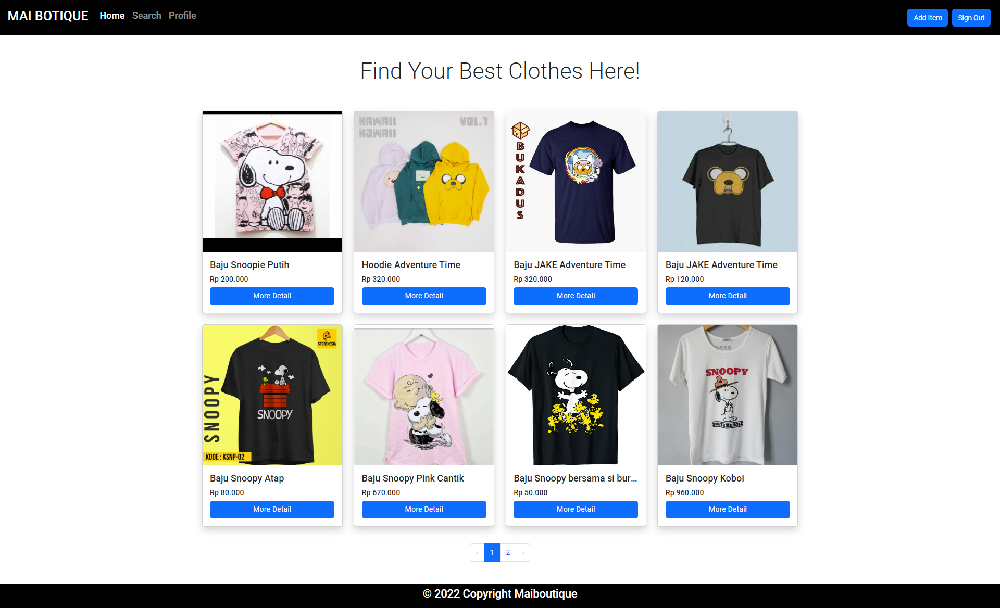 MAI BOTIQUE Home Search Profile Add Item Sign Out
Find Your Best Clothes Here!
HAWAII VOL.1
HAWAII
BUKADUS
Baju Snoopie Putih
Rp 200.000
More Detail
Hoodie Adventure Time
Rp 320.000
More Detail
Baju JAKE Adventure Time
Rp 320.000
More Detail
Baju JAKE Adventure Time
Rp 120.000
More Detail
STORENESIA
SNOOPY
SNOOPY
KODE : KSNP-02
SNOOPY
SUPER BEAGLE
Baju Snoopy Atap
Rp 80.000
More Detail
Baju Snoopy Pink Cantik
Rp 670.000
More Detail
Baju Snoopy bersama si bur...
Rp 50.000
More Detail
Baju Snoopy Koboi
Rp 960.000
More Detail
‹ 1 2 ›
© 2022 Copyright Maiboutique